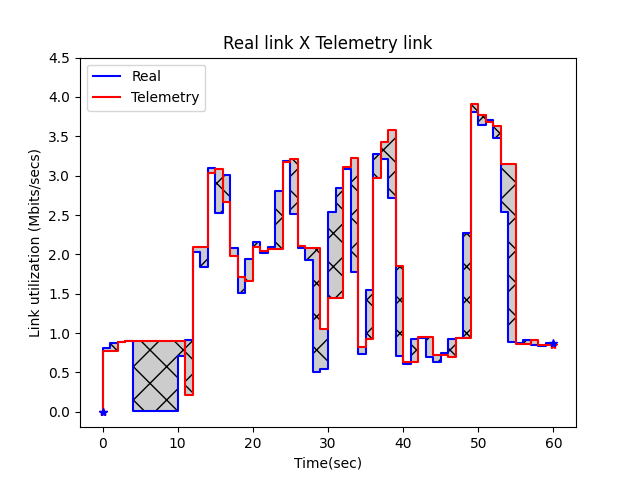 Real link X Telemetry link
Real
Telemetry
Link utilization (Mbits/secs)
4.5
4.0
3.5
3.0
2.5
2.0
1.5
1.0
0.5
0.0
0 10 20 30 40 50 60
Time(sec)